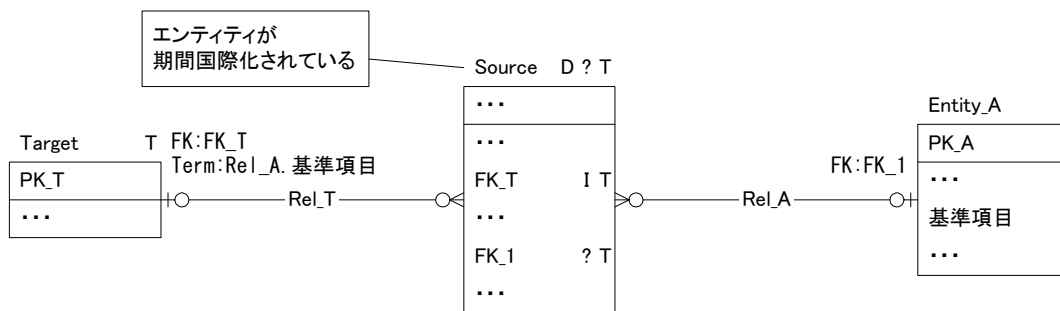 エンティティが
期間国際化されている
Source D ? T
・・・
・・・
FK_T I T
・・・
FK_1 ? T
・・・
Target T
PK_T
・・・
FK:FK_T
Term:Rel_A.基準項目
Rel_T
Rel_A
FK:FK_1
Entity_A
PK_A
・・・
基準項目
・・・